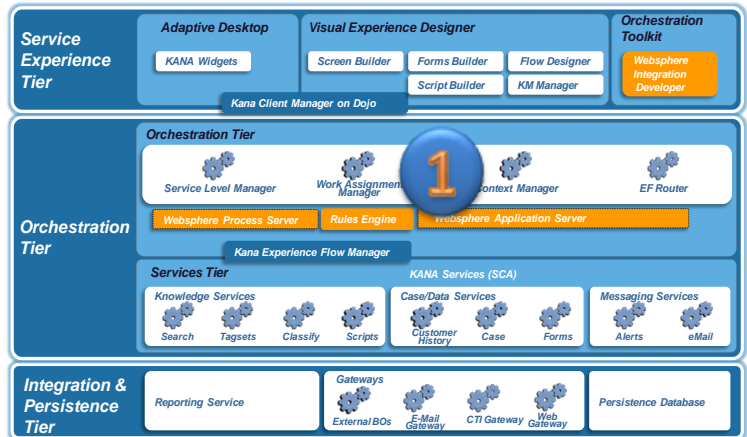 Service
Experience
Tier
Adaptive Desktop
KANA Widgets
Visual Experience Designer
Screen Builder
Forms Builder
Flow Designer
Script Builder
KM Manager
Orchestration
Toolkit
Websphere
Integration
Developer
Kana Client Manager on Dojo
Orchestration
Tier
Orchestration Tier
Service Level Manager
Work Assignment
Manager
1
Context Manager
EF Router
Websphere Process Server
Rules Engine
Websphere Application Server
Kana Experience Flow Manager
Services Tier
KANA Services (SCA)
Knowledge Services
Search
Tagsets
Classify
Scripts
Case/Data Services
Customer
History
Case
Forms
Messaging Services
Alerts
eMail
Integration &
Persistence
Tier
Reporting Service
Gateways
External BOs
E-Mail
Gateway
CTI Gateway
Web
Gateway
Persistence Database